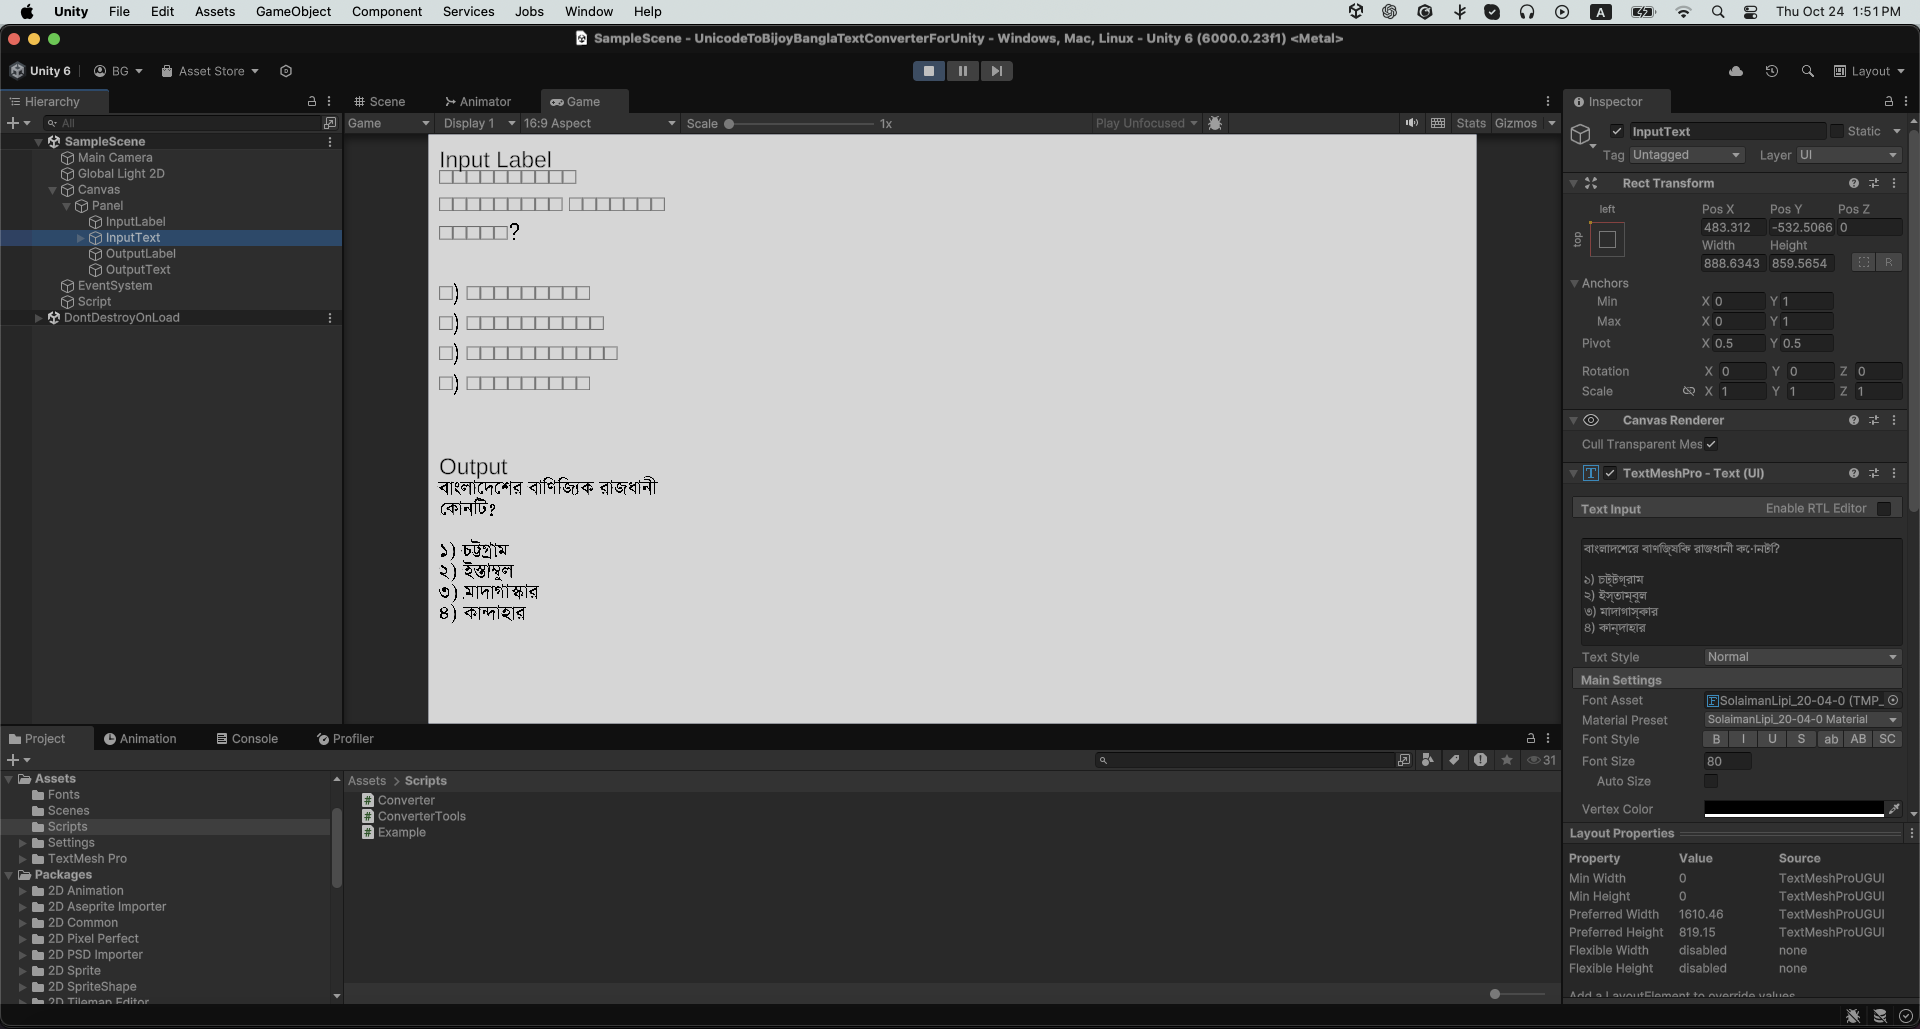 Unity File Edit Assets GameObject Component Services Jobs Window Help A Thu Oct 24 1:51 PM
SampleScene - UnicodeToBijoyBanglaTextConverterForUnity - Windows, Mac, Linux - Unity 6 (6000.0.23f1) <Metal>
Unity 6 BG Asset Store Layout
Hierarchy
All
SampleScene
Main Camera
Global Light 2D
Canvas
Panel
InputLabel
InputText
OutputLabel
OutputText
EventSystem
Script
DontDestroyOnLoad
Scene Animator Game
Game Display 1 16:9 Aspect Scale 1x Play Unfocused Stats Gizmos
Input Label
□□□□□□□□□□
□□□□□□□□□ □□□□□□□
□□□□□?
□) □□□□□□□□□
□) □□□□□□□□□□
□) □□□□□□□□□□□
□) □□□□□□□□□
Output
বাংলাদেশের বাণিজ্যিক রাজধানী
কোনটি?
১) চট্টগ্রাম
২) ইস্তাম্বুল
৩) মাদাগাস্কার
৪) কান্দাহার
Inspector
InputText Static
Tag Untagged Layer UI
Rect Transform
left Pos X Pos Y Pos Z
top 483.312 -532.5066 0
Width Height
888.6343 859.5654 R
Anchors
Min X 0 Y 1
Max X 0 Y 1
Pivot X 0.5 Y 0.5
Rotation X 0 Y 0 Z 0
Scale X 1 Y 1 Z 1
Canvas Renderer
Cull Transparent Mes
TextMeshPro - Text (UI)
Text Input Enable RTL Editor
বাংলাদেশের বাণিজ্যিক রাজধানী কোনটি?
১) চট্টগ্রাম
২) ইস্তাম্বুল
৩) মাদাগাস্কার
৪) কান্দাহার
Text Style Normal
Main Settings
Font Asset SolaimanLipi_20-04-0 (TMP_
Material Preset SolaimanLipi_20-04-0 Material
Font Style B I U S ab AB SC
Font Size 80
Auto Size
Vertex Color
Layout Properties
Property Value Source
Min Width 0 TextMeshProUGUI
Min Height 0 TextMeshProUGUI
Preferred Width 1610.46 TextMeshProUGUI
Preferred Height 819.15 TextMeshProUGUI
Flexible Width disabled none
Flexible Height disabled none
Add a LayoutElement to override values
Project Animation Console Profiler
31
Assets
Fonts
Scenes
Scripts
Settings
TextMesh Pro
Packages
2D Animation
2D Aseprite Importer
2D Common
2D Pixel Perfect
2D PSD Importer
2D Sprite
2D SpriteShape
2D Tilemap Editor
Assets > Scripts
Converter
ConverterTools
Example